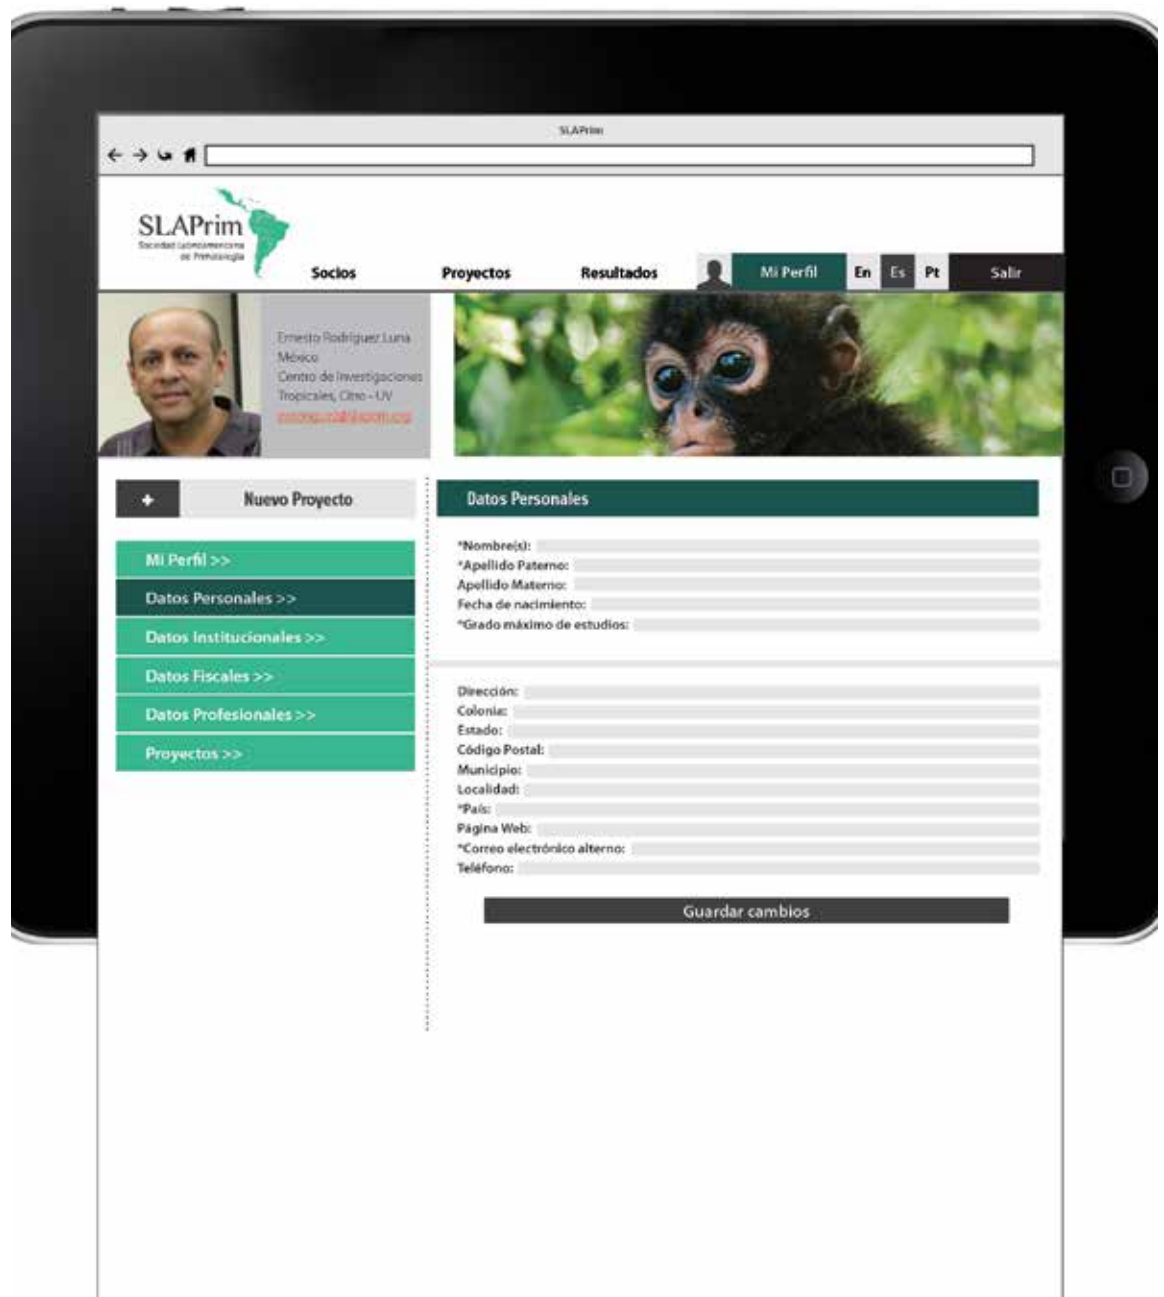 SLAPrim
SLAPrim
Sociedad Latinoamericana
de Primatología
Socios
Proyectos
Resultados
Mi Perfil
En
Es
Pt
Salir
Ernesto Rodríguez Luna
México
Centro de Investigaciones
Tropicales, Citro - UV
+
Nuevo Proyecto
Mi Perfil >>
Datos Personales >>
Datos Institucionales >>
Datos Fiscales >>
Datos Profesionales >>
Proyectos >>
Datos Personales
*Nombre(s):
*Apellido Paterno:
Apellido Materno:
Fecha de nacimiento:
*Grado máximo de estudios:
Dirección:
Colonia:
Estado:
Código Postal:
Municipio:
Localidad:
*País:
Página Web:
*Correo electrónico alterno:
Teléfono:
Guardar cambios